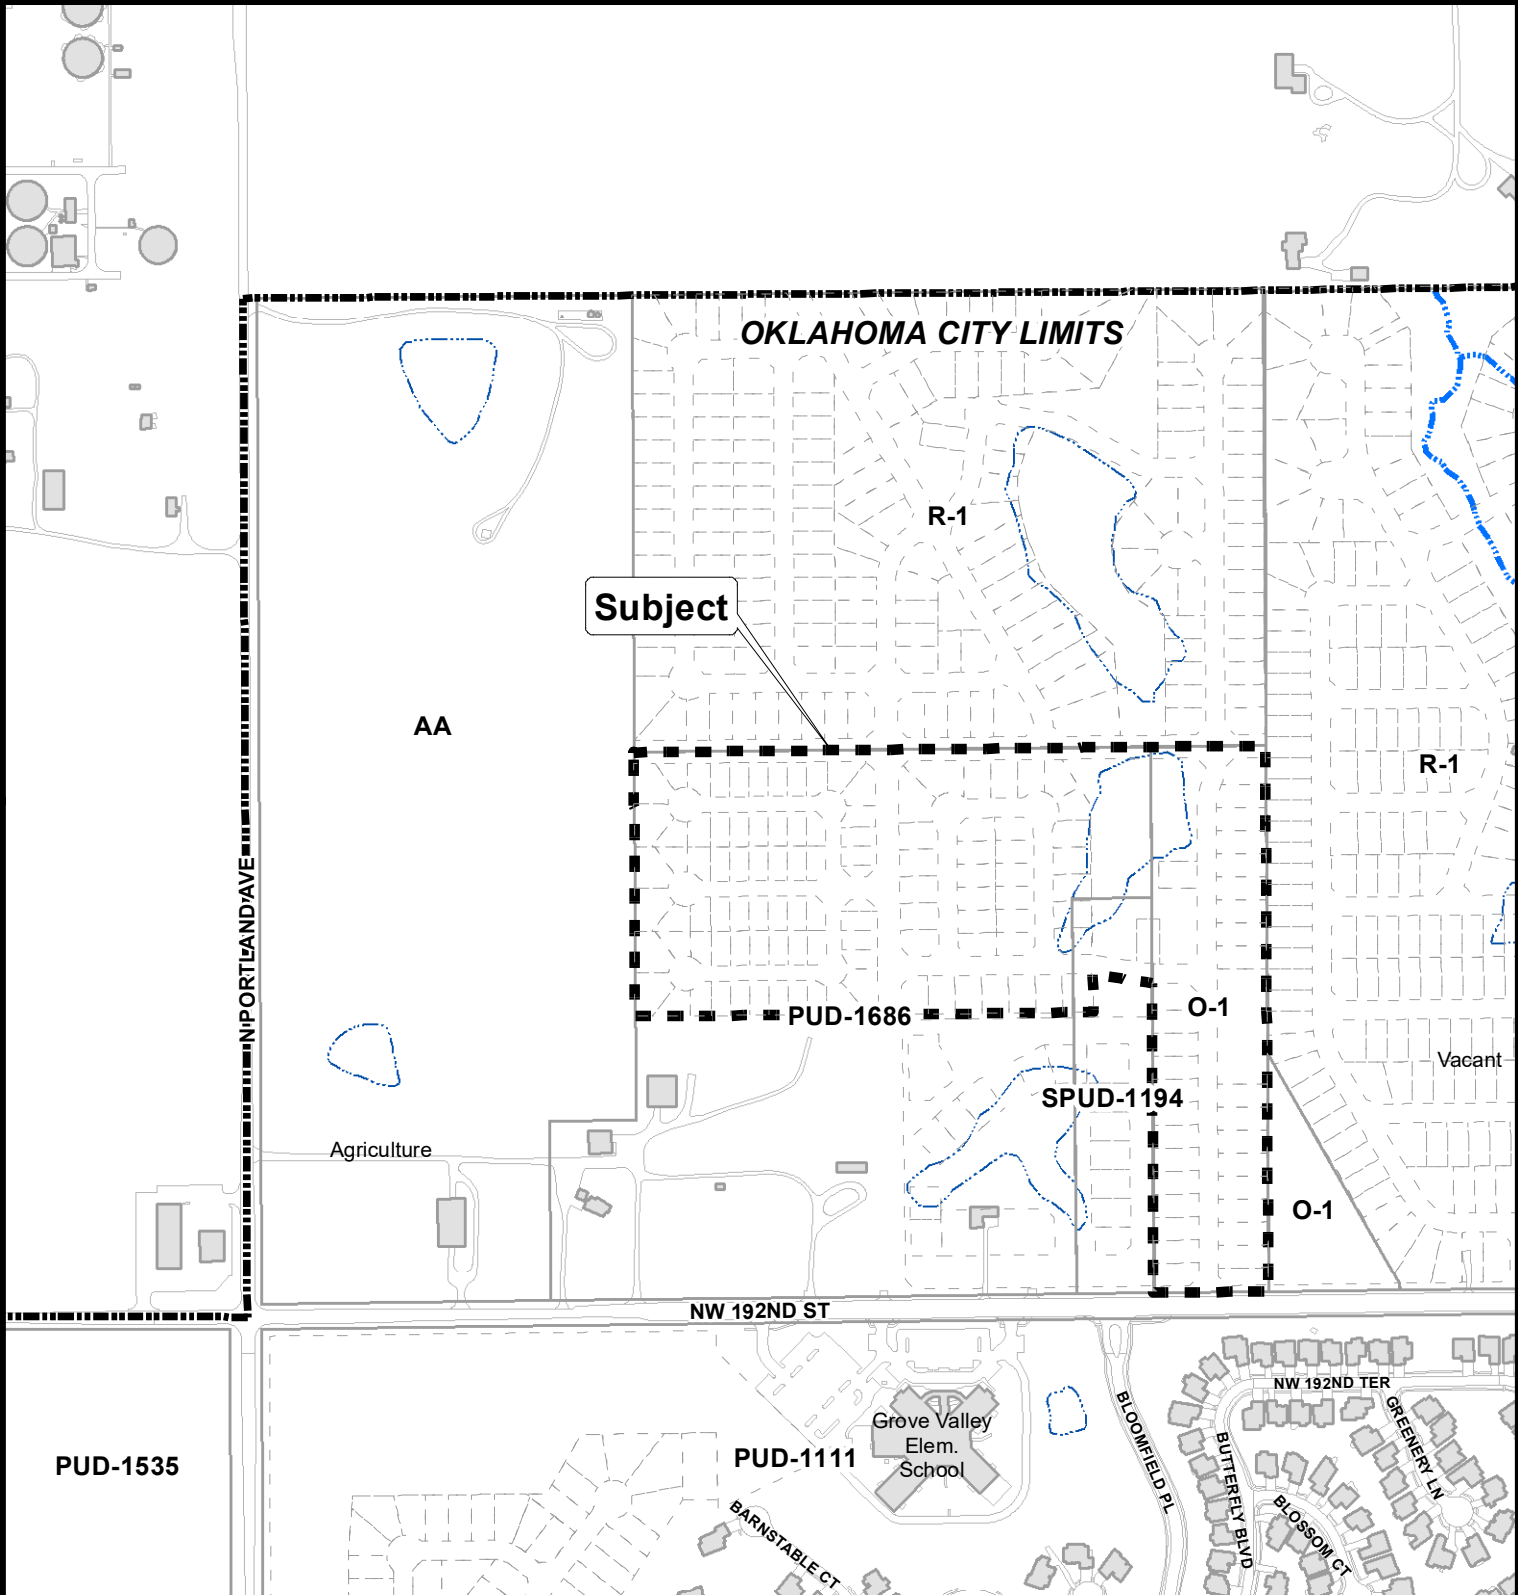 OKLAHOMA CITY LIMITS
R-1
Subject
AA
R-1
N PORTLAND AVE
PUD-1686
O-1
Vacant
SPUD-1194
Agriculture
O-1
NW 192ND ST
NW 192ND TER
BLOOMFIELD PL
GREENERY LN
Grove Valley
Elem.
School
PUD-1111
PUD-1535
BUTTERFLY BLVD
BLOSSOM CT
BARNSTABLE CT